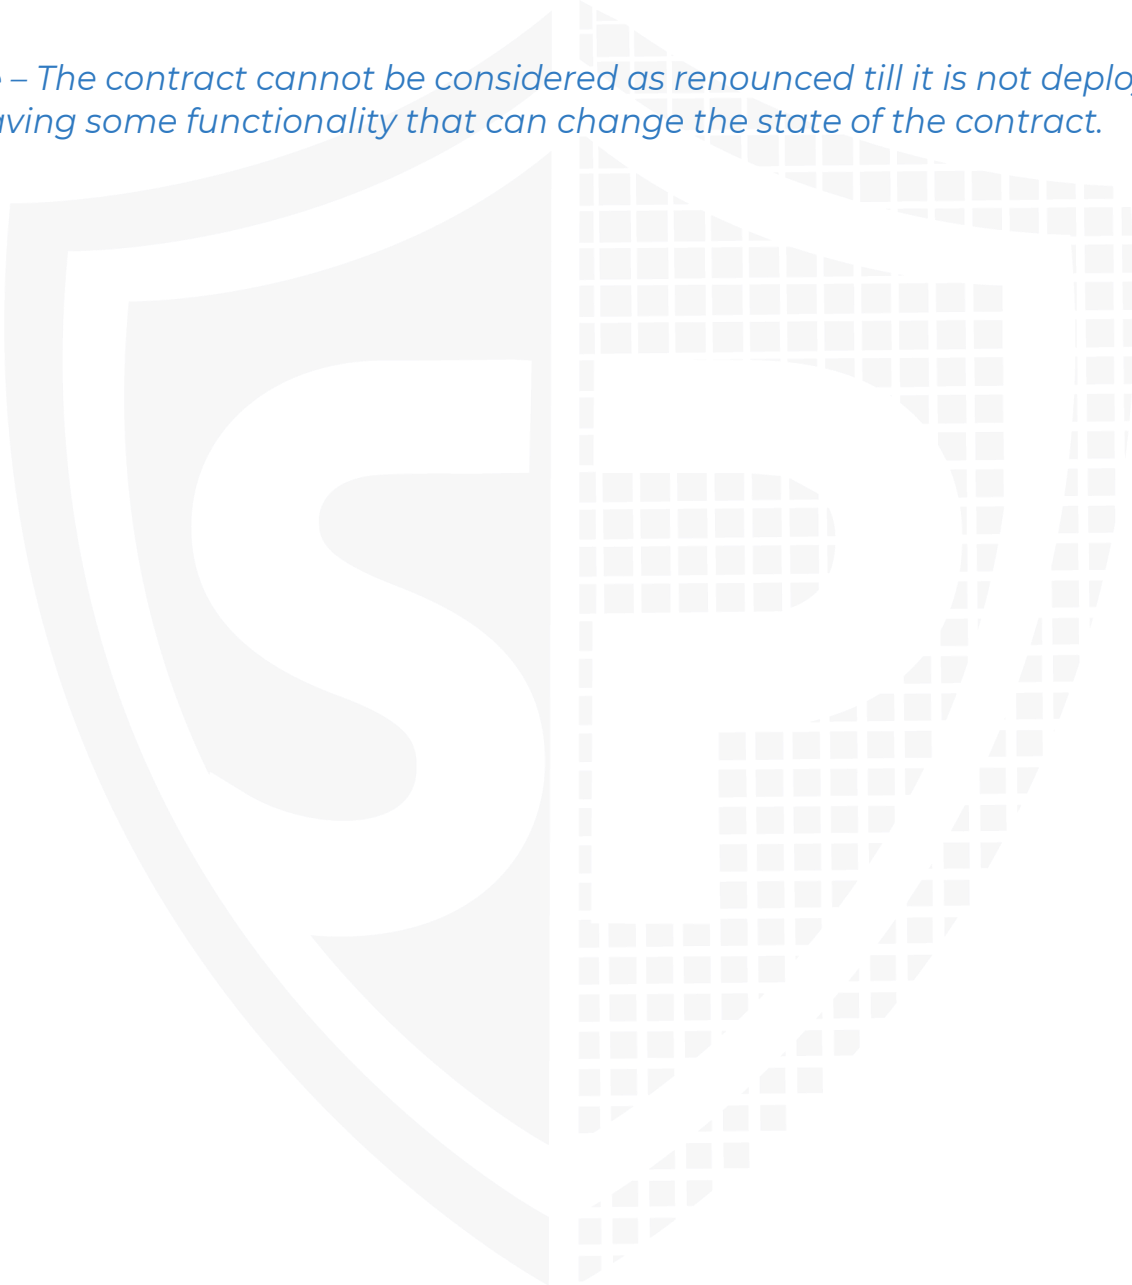 – The contract cannot be considered as renounced till it is not
some functionality that can change the state of the contract.
SP